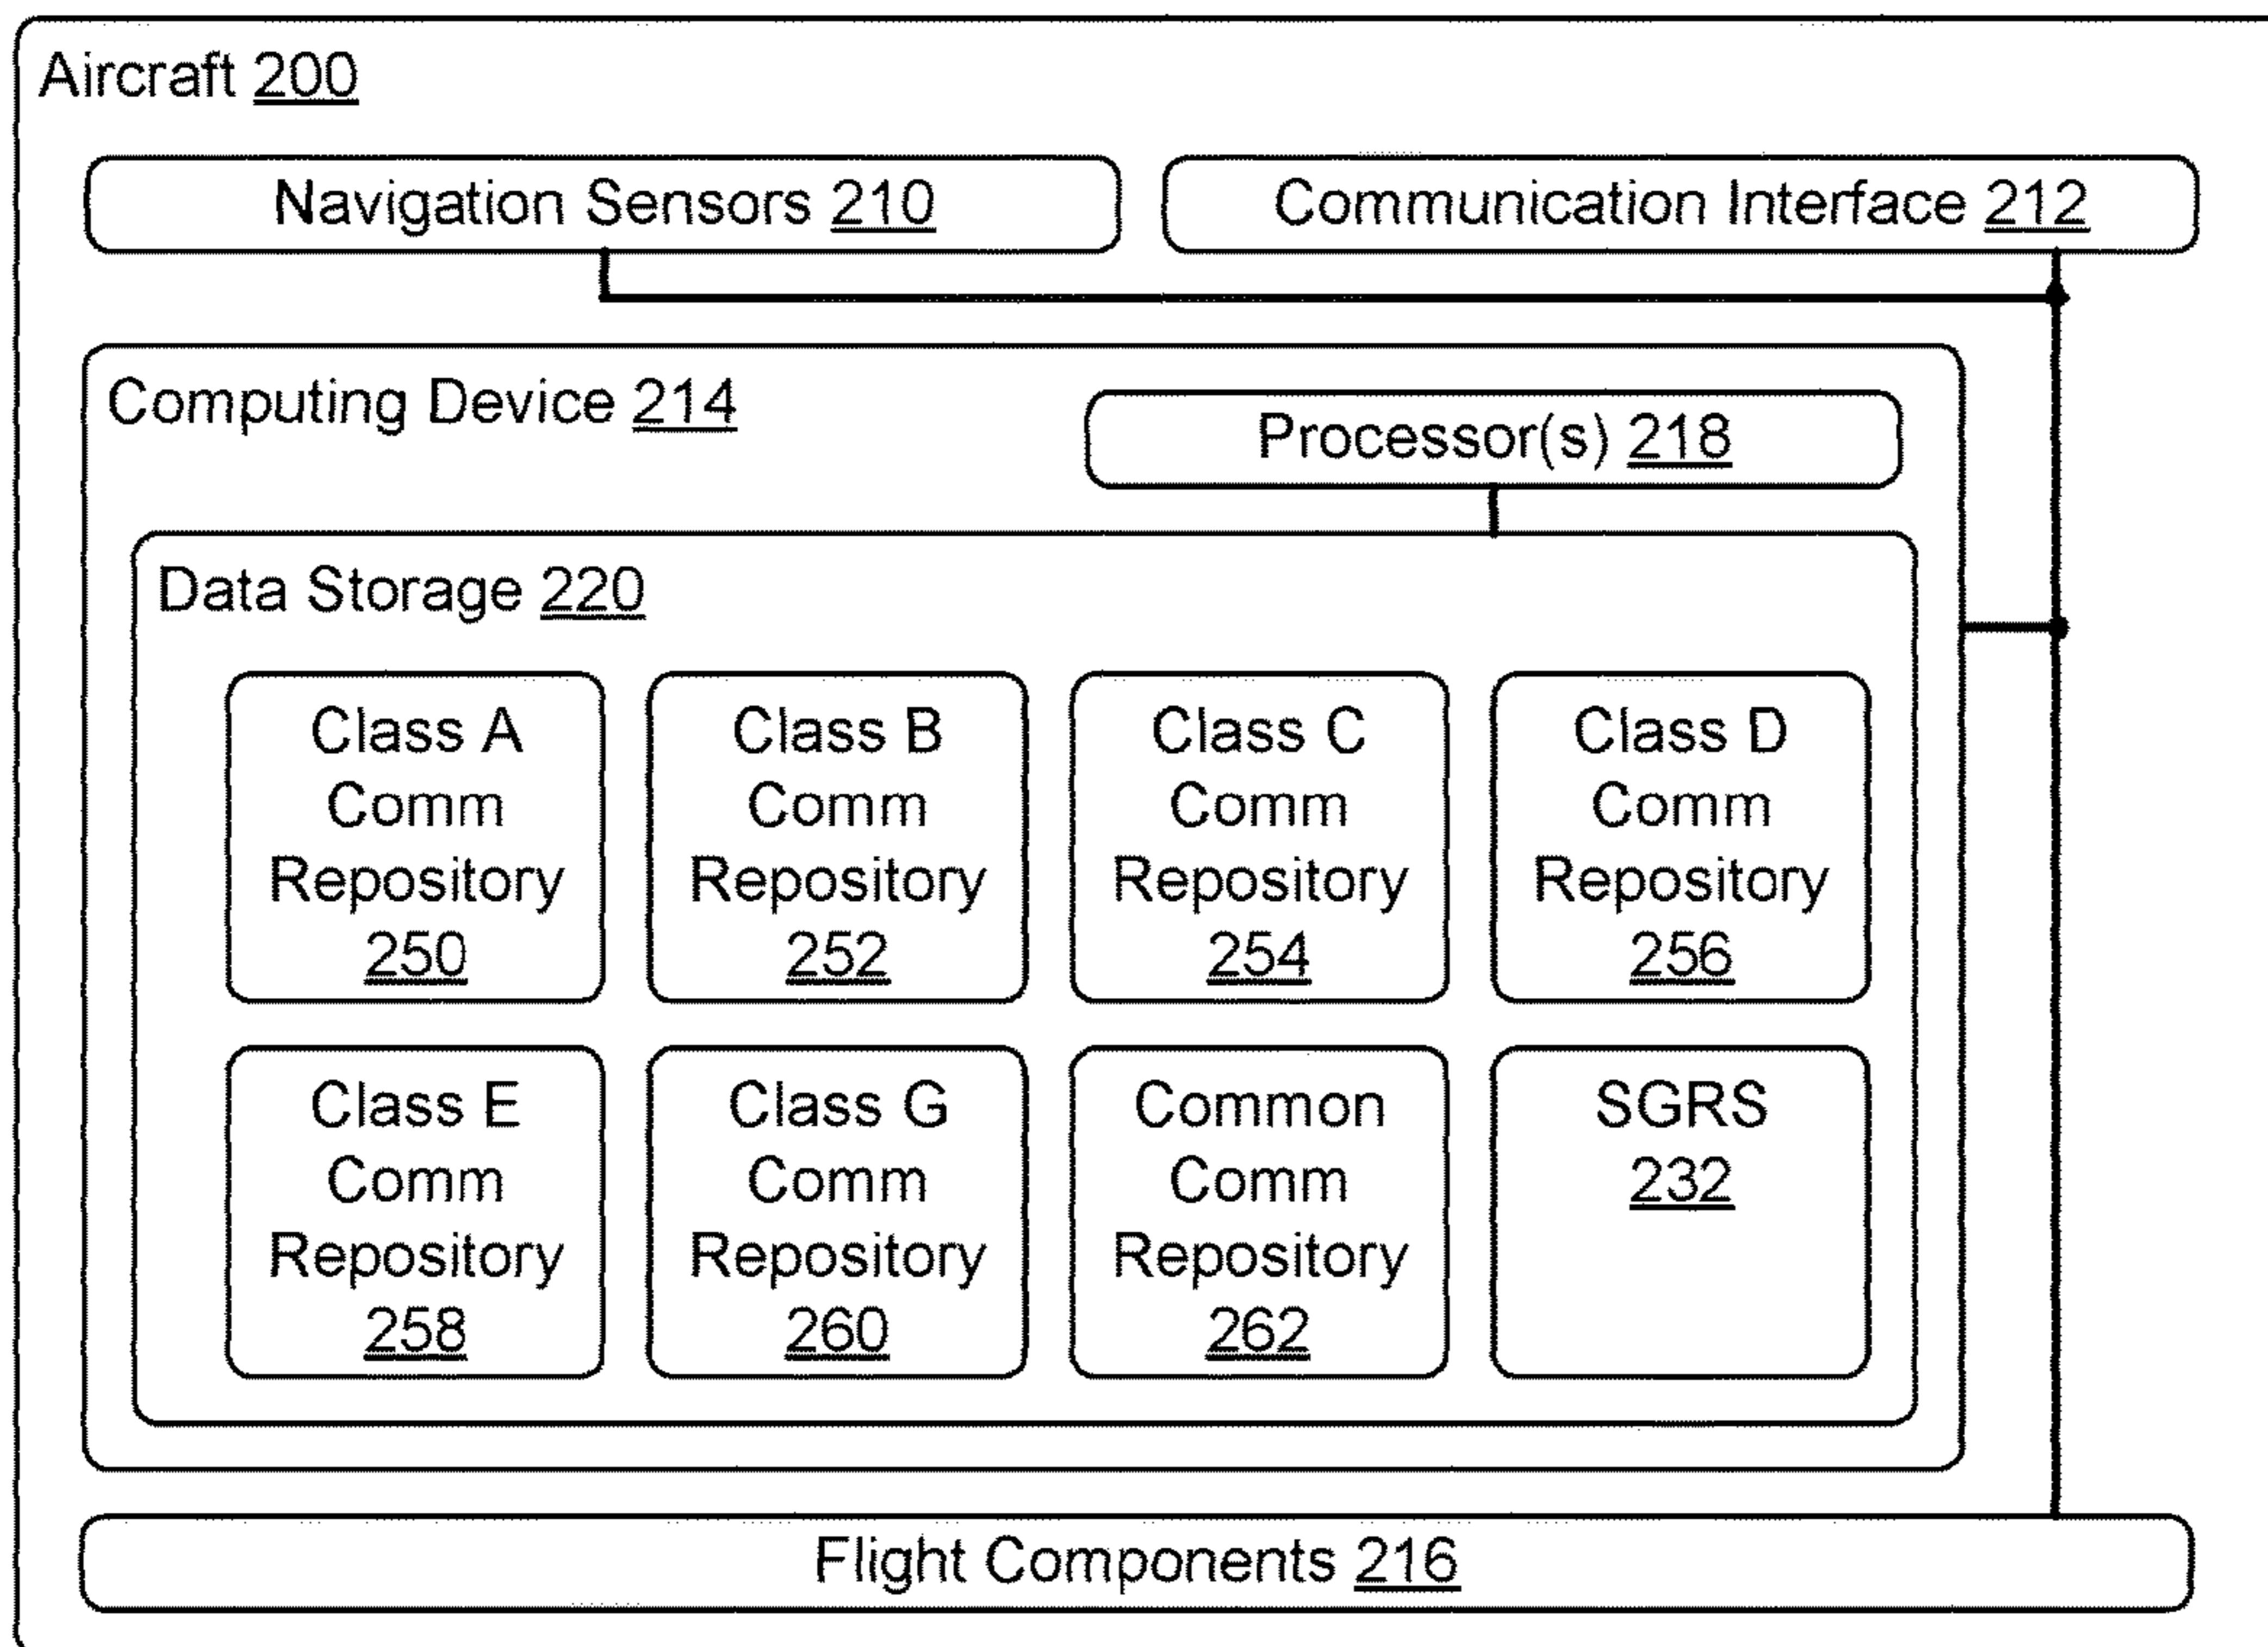 Aircraft 200
Navigation Sensors 210
Communication Interface 212
Computing Device 214
Processor(s) 218
Data Storage 220
Class A
Comm
Repository
250
Class B
Comm
Repository
252
Class C
Comm
Repository
254
Class D
Comm
Repository
256
Class E
Comm
Repository
258
Class G
Comm
Repository
260
Common
Comm
Repository
262
SGRS
232
Flight Components 216